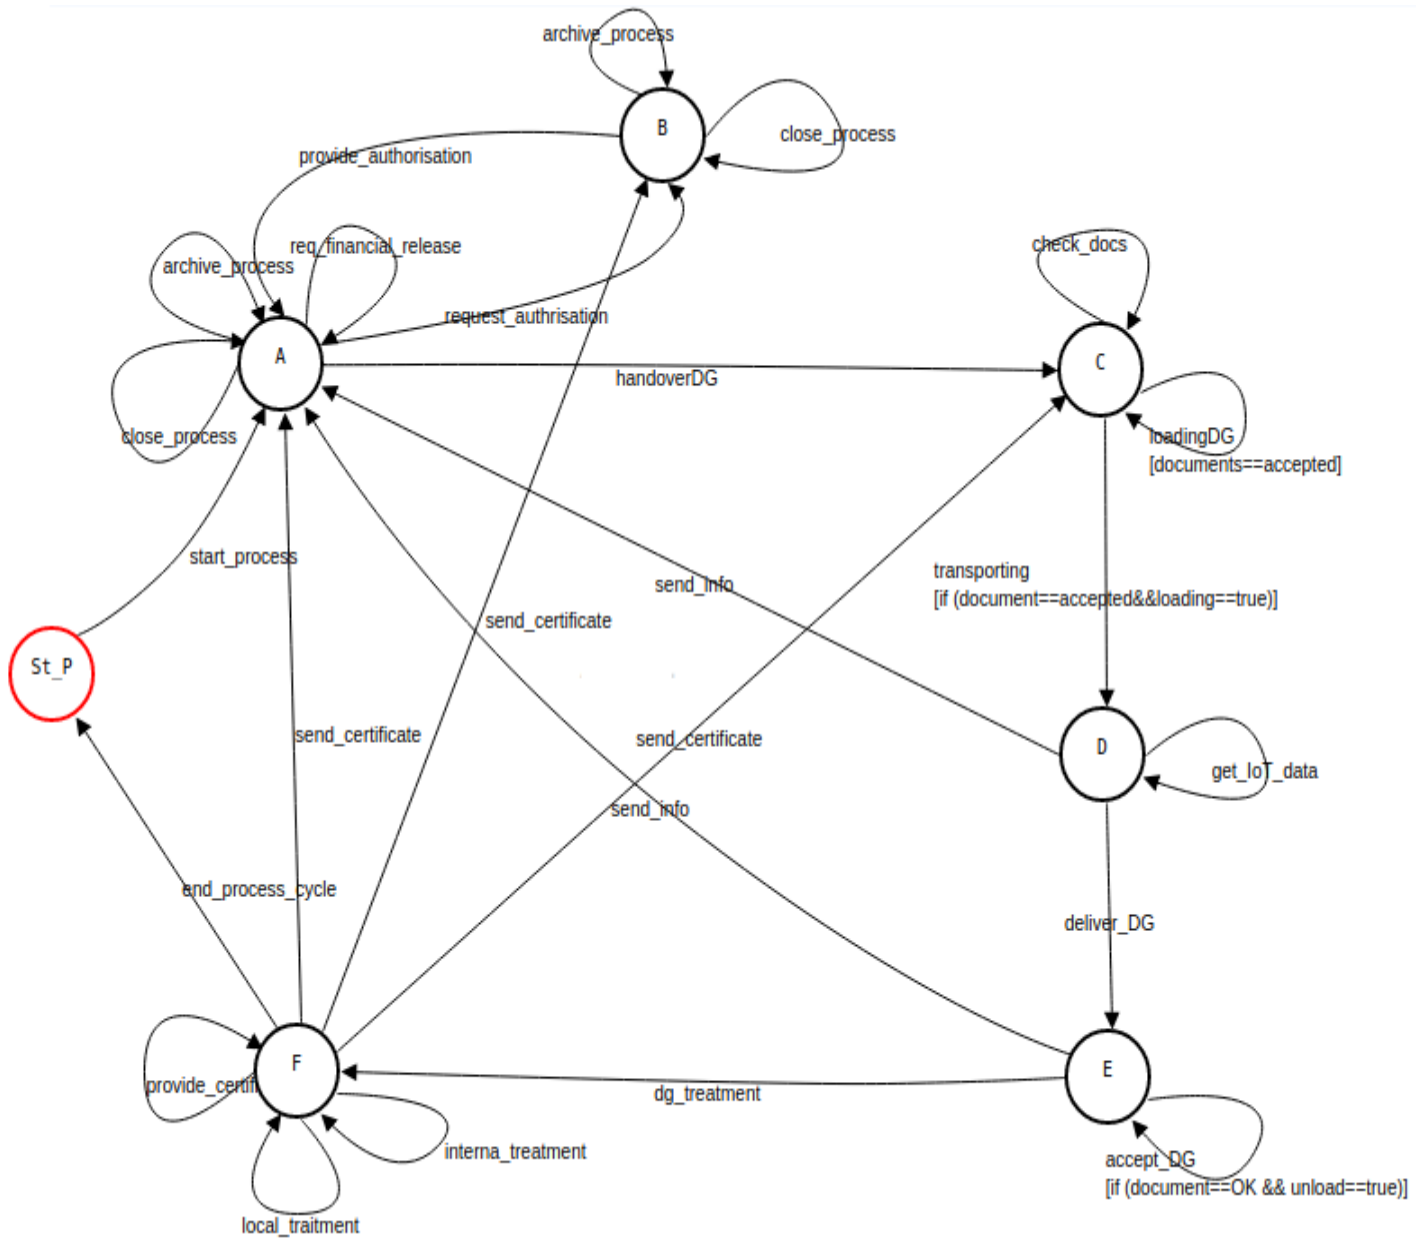 archive_process
B
close_process
provide_authorisation
req_financial_release
archive_process
check_docs
request_authrisation
A
C
handoverDG
close_process
loadingDG
[documents==accepted]
start_process
send_info
transporting
[if (document==accepted&&loading==true)]
send_certificate
St_P
send_certificate
send_certificate
D
get_IoT_data
send_info
end_process_cycle
deliver_DG
F
E
provide_certif
dg_treatment
interna_treatment
accept_DG
[if (document==OK && unload==true)]
local_traitment